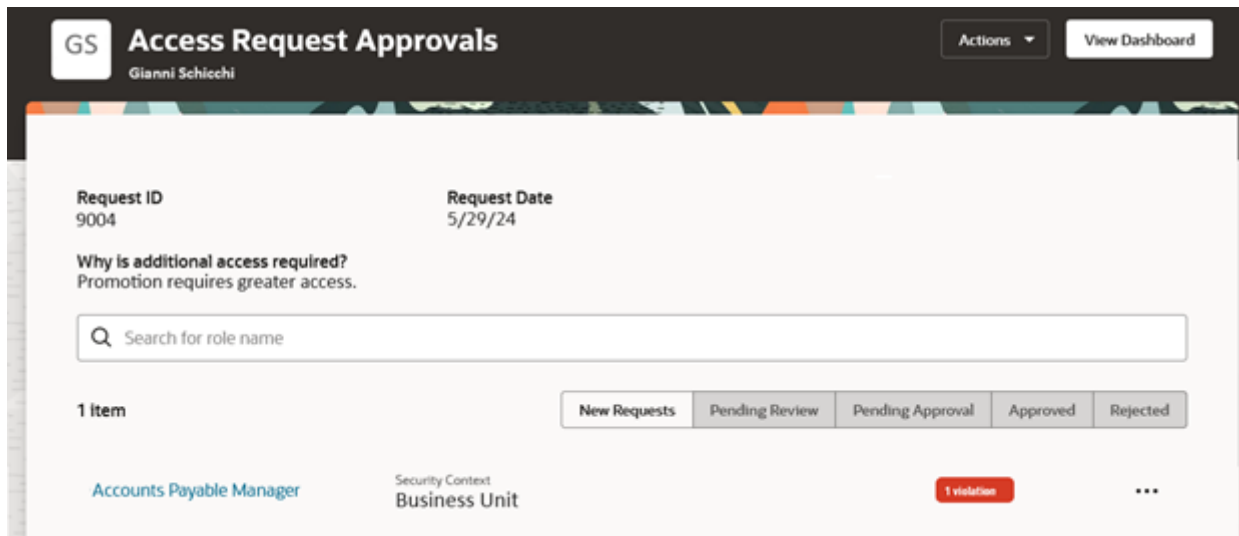 GS
Access Request Approvals
Gianni Schicchi
Actions
View Dashboard
Request ID
9004
Request Date
5/29/24
Why is additional access required?
Promotion requires greater access.
Search for role name
1 item
New Requests
Pending Review
Pending Approval
Approved
Rejected
Accounts Payable Manager
Security Context
Business Unit
1 violation